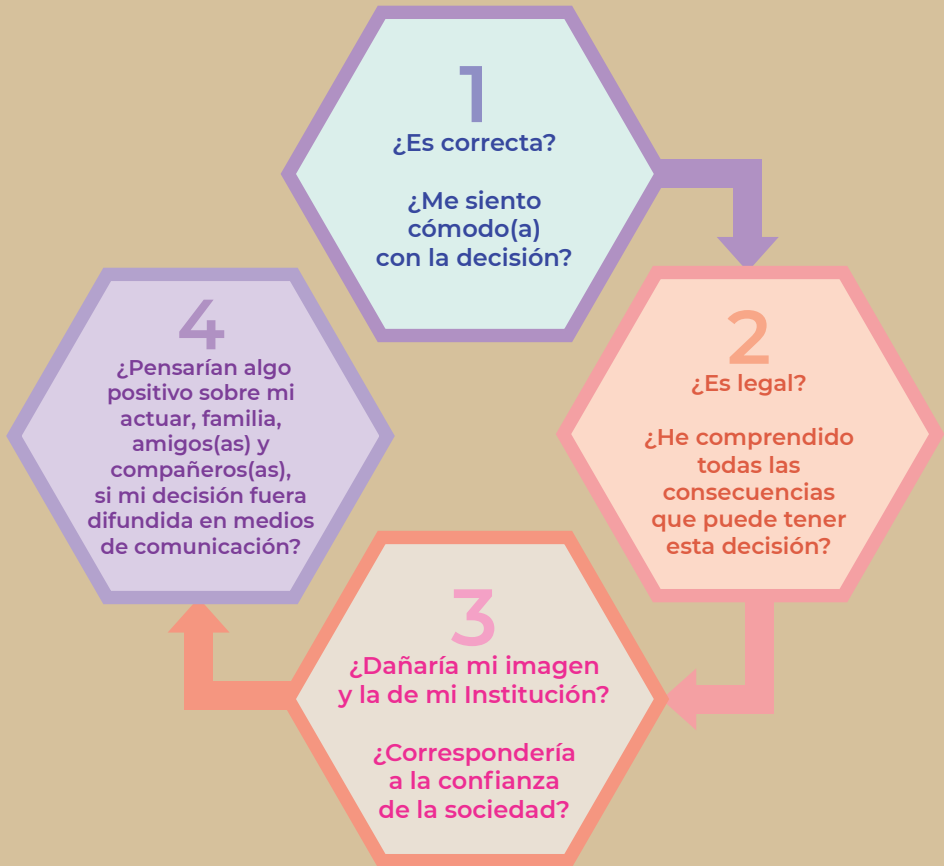 1
¿Es correcta?
¿Me siento
cómodo(a)
con la decisión?
2
¿Es legal?
¿He comprendido
todas las
consecuencias
que puede tener
esta decisión?
3
¿Dañaría mi imagen
y la de mi Institución?
¿Correspondería
a la confianza
de la sociedad?
4
¿Pensarían algo
positivo sobre mi
actuar, familia,
amigos(as) y
compañeros(as),
si mi decisión fuera
difundida en medios
de comunicación?